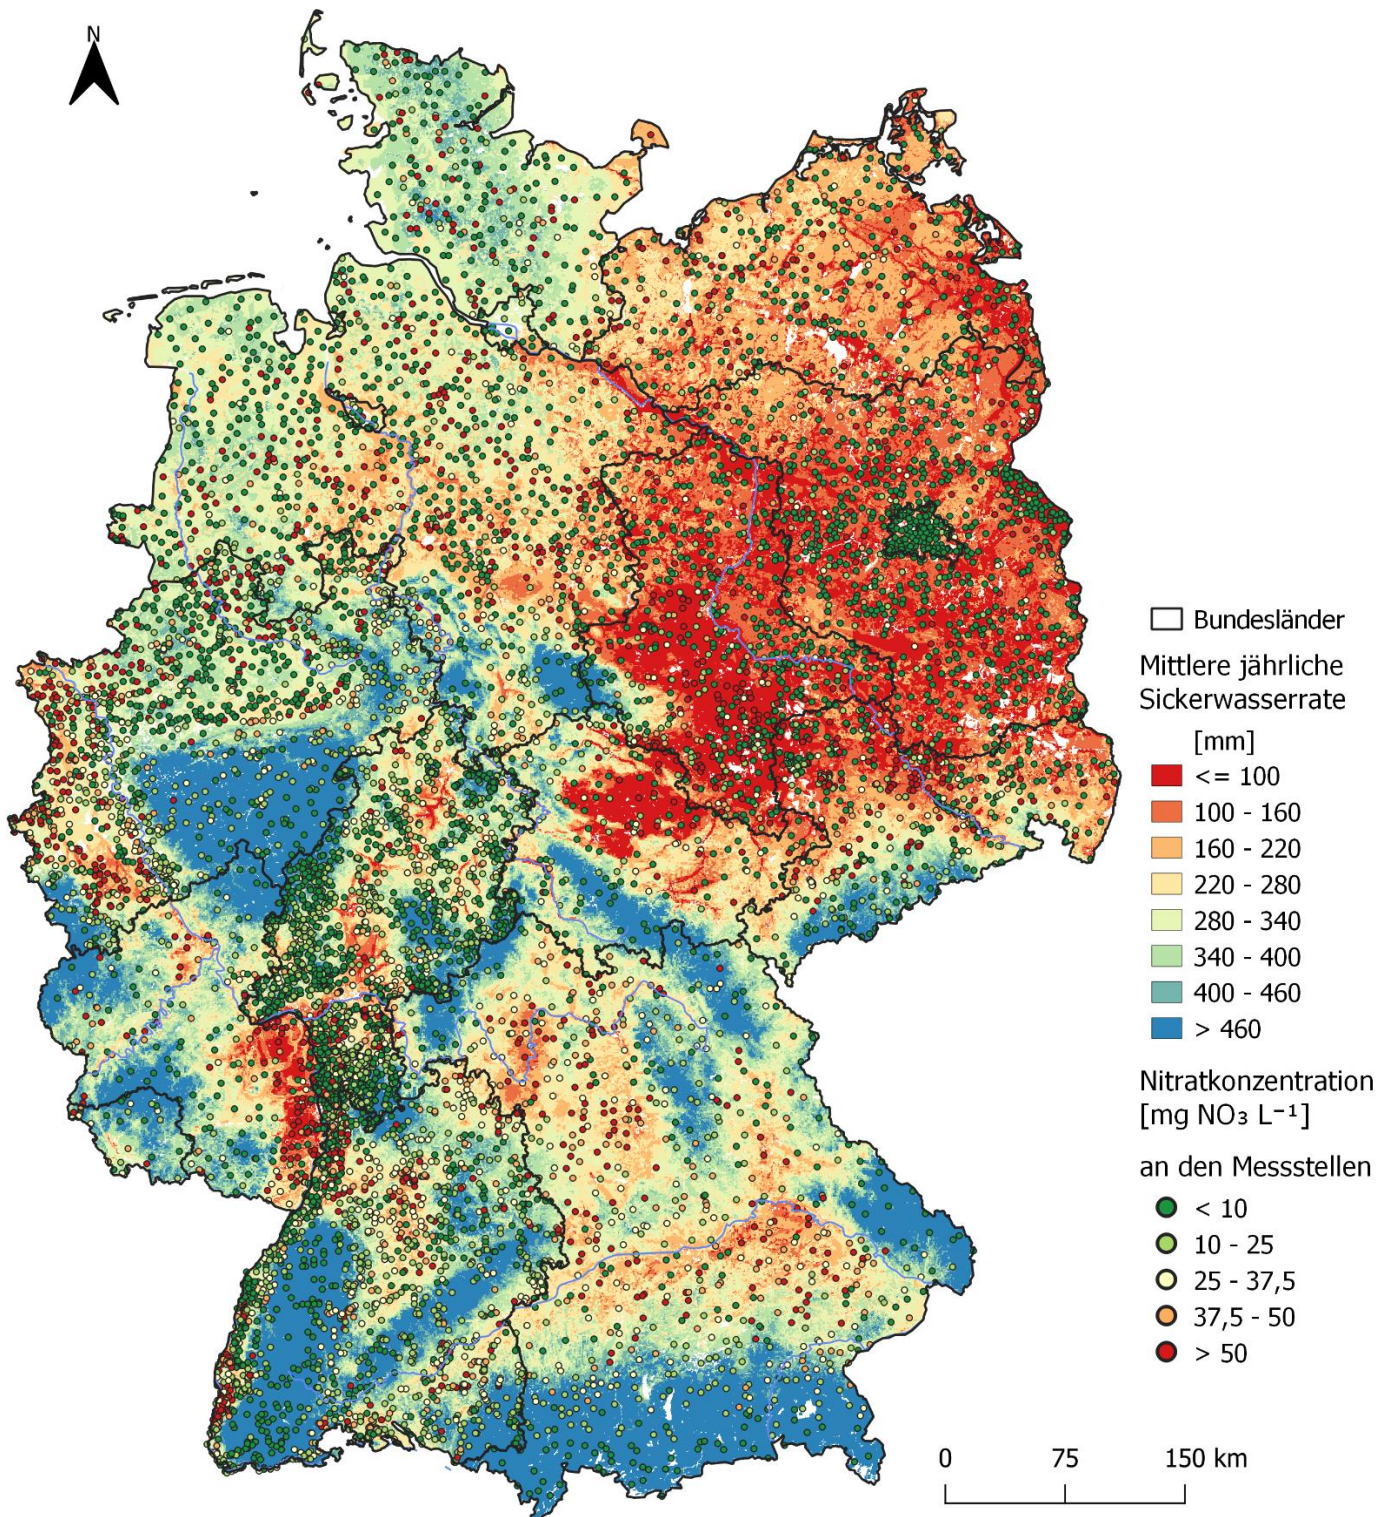 N
Bundesländer
Mittlere jährliche
Sickerwasserrate
[mm]
<= 100
100 - 160
160 - 220
220 - 280
280 - 340
340 - 400
400 - 460
> 460
Nitratkonzentration
[mg NO₃ L⁻¹]
an den Messstellen
< 10
10 - 25
25 - 37,5
37,5 - 50
> 50
0 75 150 km